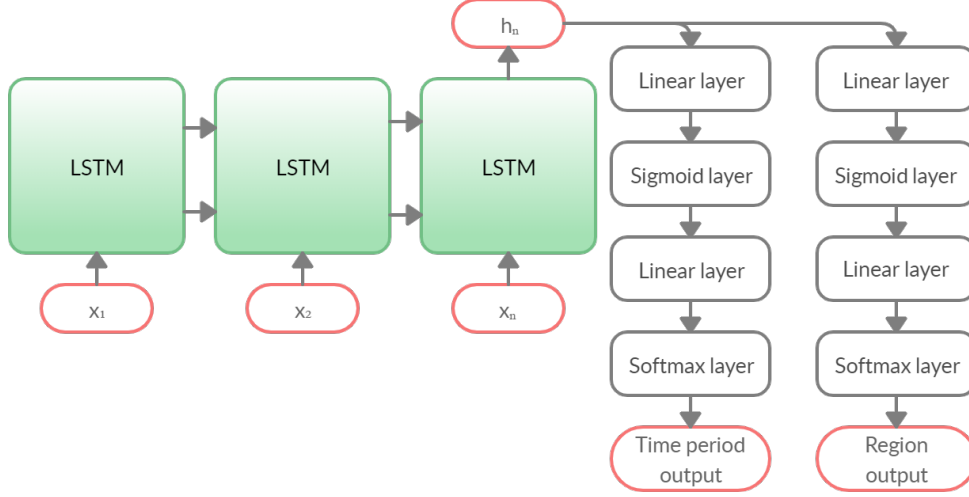 hₙ
LSTM
LSTM
LSTM
x₁
x₂
xₙ
Linear layer
Sigmoid layer
Linear layer
Softmax layer
Time period
output
Linear layer
Sigmoid layer
Linear layer
Softmax layer
Region
output